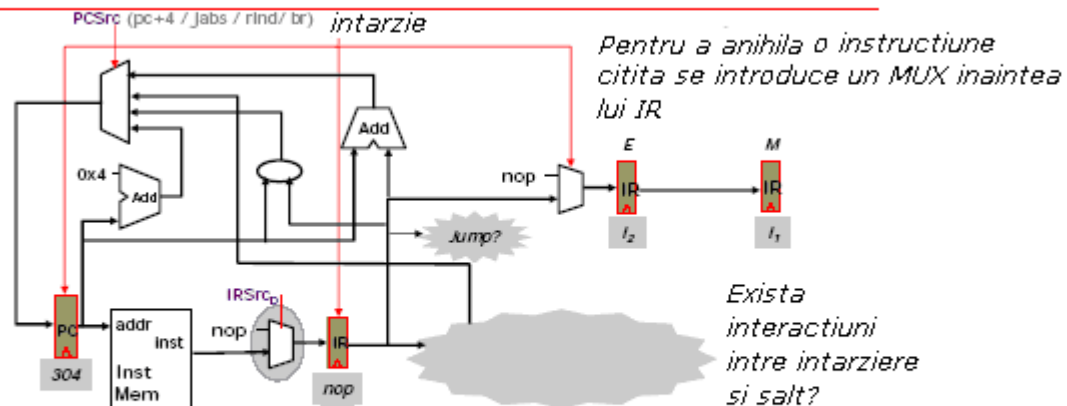 PCSrc (pc+4 / jabs / rind/ br)
intarzie
Pentru a anihila o instructiune
citita se introduce un MUX inaintea
lui IR
Add
E
M
0x4
Add
nop
IR
IR
Jump?
I2
I1
IRSrcD
PC
addr
inst
nop
IR
304
Inst
Mem
nop
Exista
interactiuni
intre intarziere
si salt?